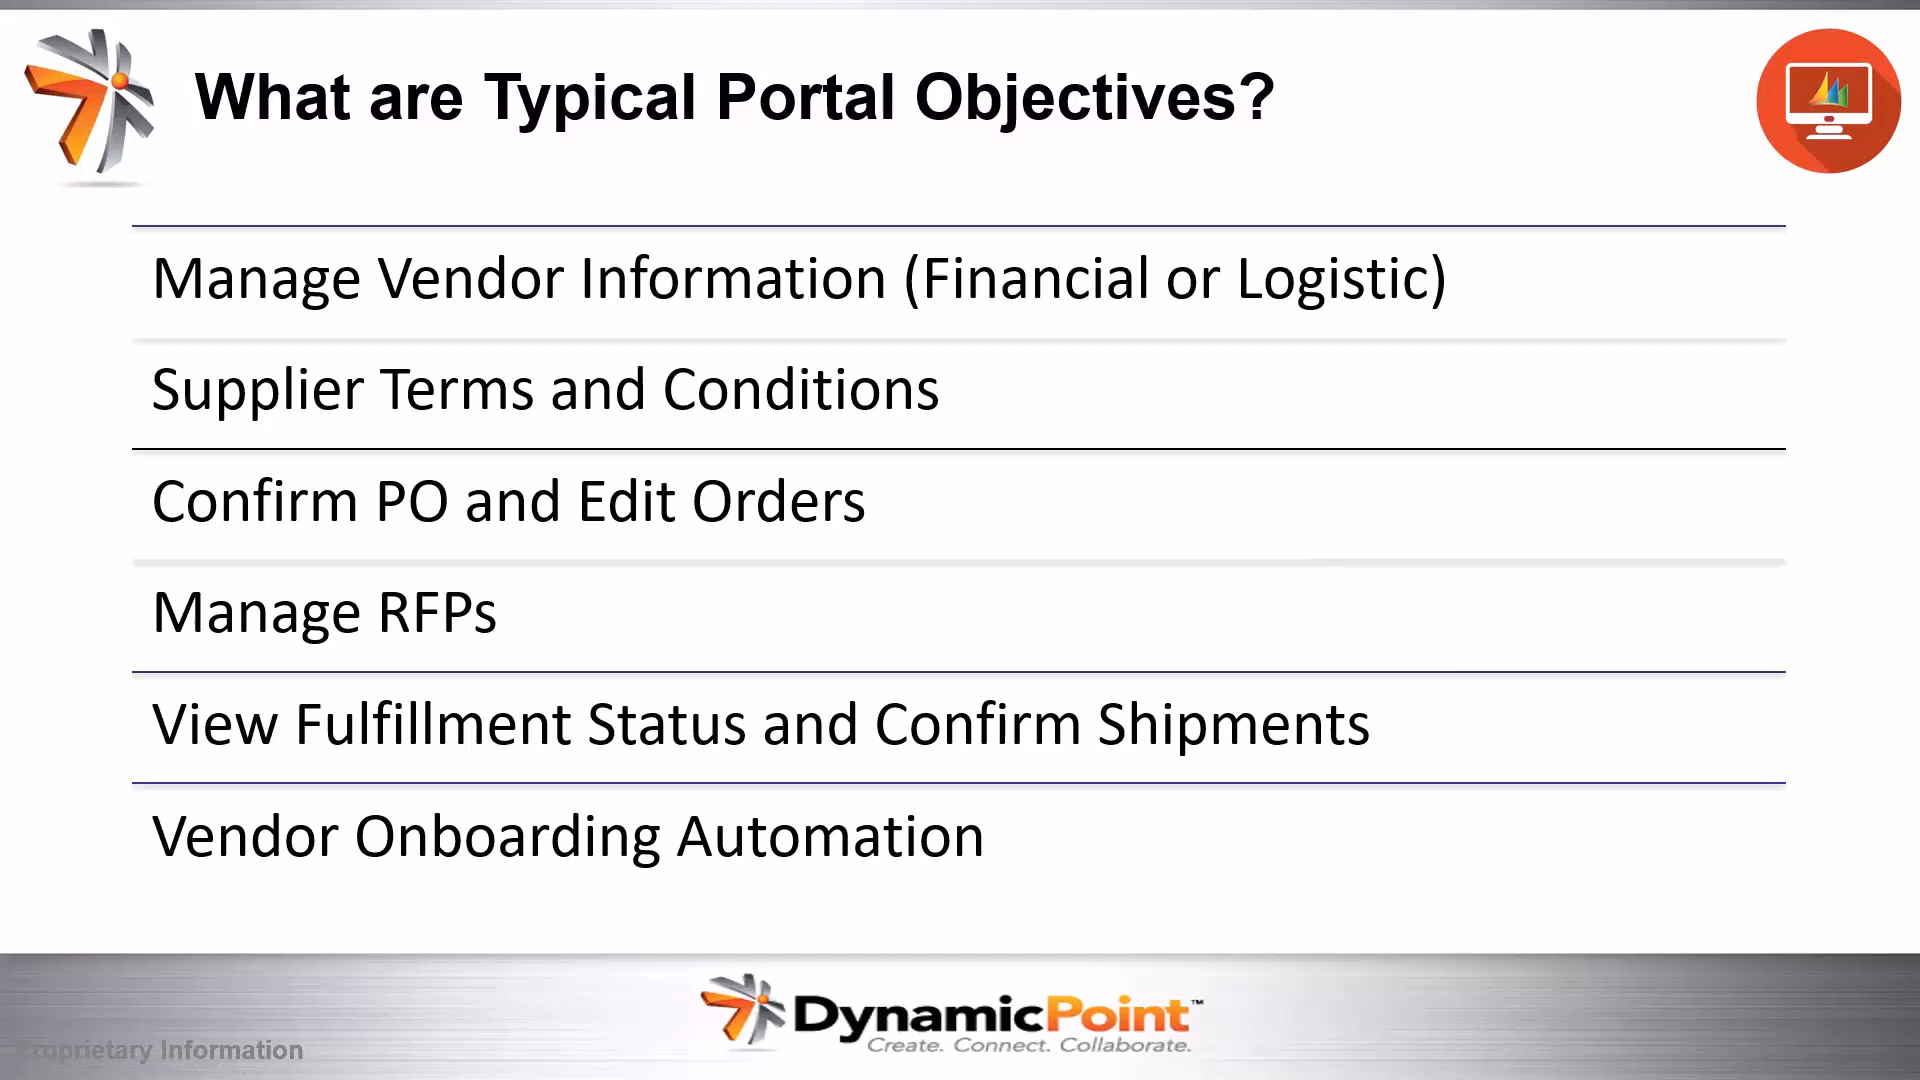 What are Typical Portal Objectives?
Manage Vendor Information (Financial or Logistic)
Supplier Terms and Conditions
Confirm PO and Edit Orders
Manage RFPs
View Fulfillment Status and Confirm Shipments
Vendor Onboarding Automation
DynamicPoint™
Create. Connect. Collaborate.
Proprietary Information